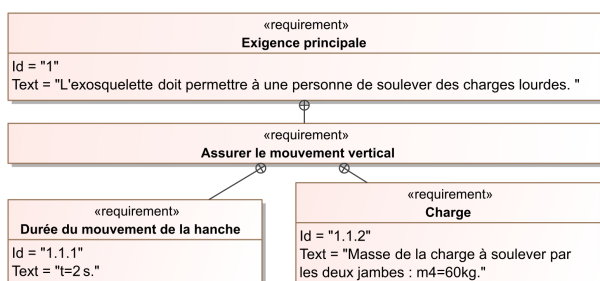 «requirement»
Exigence principale
Id = "1"
Text = "L'exosquelette doit permettre à une personne de soulever des charges lourdes. "
«requirement»
Assurer le mouvement vertical
«requirement»
Durée du mouvement de la hanche
Id = "1.1.1"
Text = "t=2 s."
«requirement»
Charge
Id = "1.1.2"
Text = "Masse de la charge à soulever par
les deux jambes : m4=60kg."